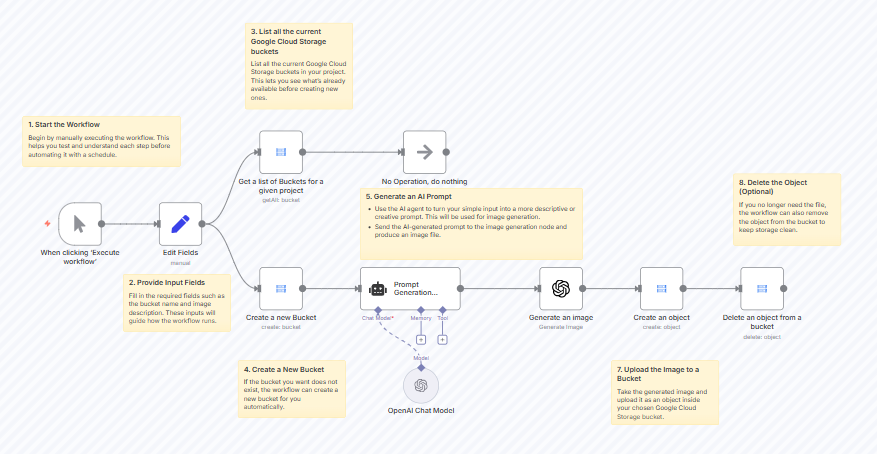 3. List all the current
Google Cloud Storage
buckets
List all the current Google Cloud
Storage buckets in your project.
This lets you see what's already
available before creating new
ones.
1. Start the Workflow
Begin by manually executing the workflow. This
helps you test and understand each step before
automating it with a schedule.
Get a list of Buckets for a
given project
getAll: bucket
No Operation, do nothing
5. Generate an AI Prompt
• Use the AI agent to turn your simple input into a more descriptive or
creative prompt. This will be used for image generation.
• Send the AI-generated prompt to the image generation node and
produce an image file.
8. Delete the Object
(Optional)
If you no longer need the file,
the workflow can also remove
the object from the bucket to
keep storage clean.
When clicking 'Execute
workflow'
Edit Fields
manual
2. Provide Input Fields
Fill in the required fields such as
the bucket name and image
description. These inputs will
guide how the workflow runs.
Create a new Bucket
create: bucket
Prompt
Generation...
Chat Model*
Memory
Tool
Generate an image
Generate Image
Create an object
create: object
Delete an object from a
bucket
delete: object
Model
OpenAI Chat Model
4. Create a New Bucket
If the bucket you want does not
exist, the workflow can create a
new bucket for you
automatically.
7. Upload the Image to a
Bucket
Take the generated image and
upload it as an object inside
your chosen Google Cloud
Storage bucket.